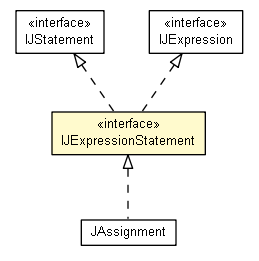 «interface»
IJStatement
«interface»
IJExpression
«interface»
IJExpressionStatement
JAssignment